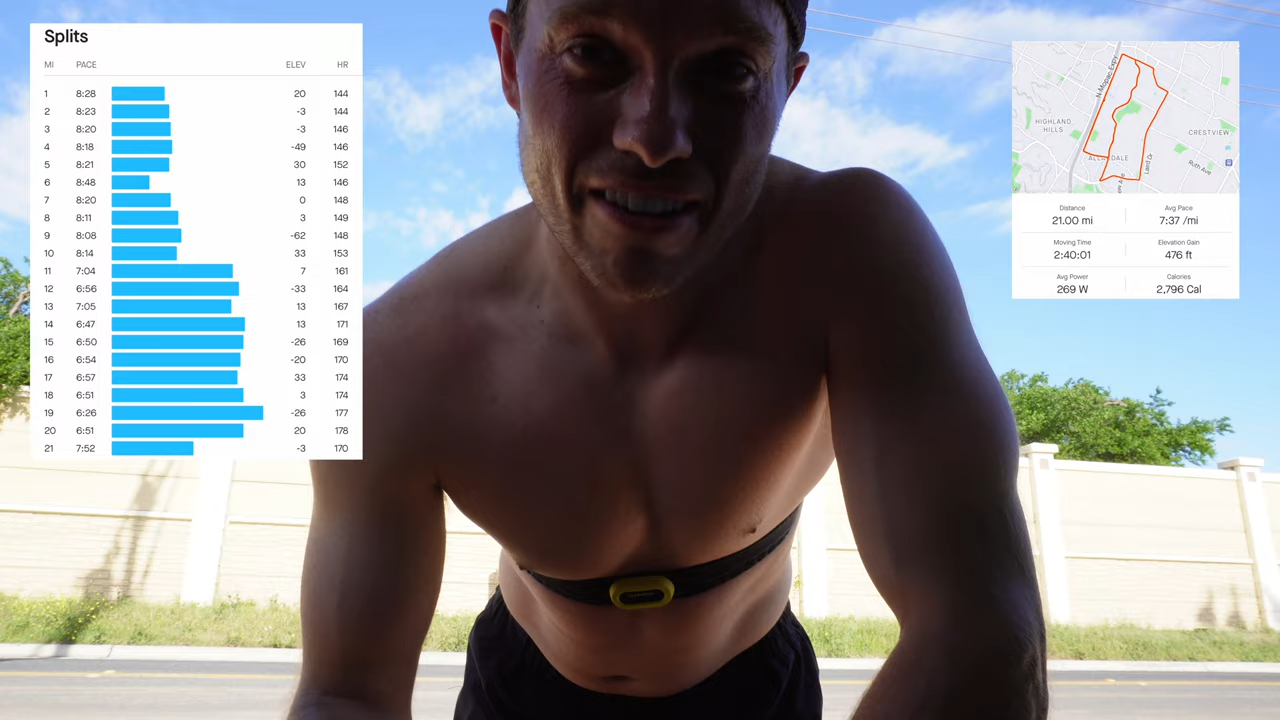 Splits
MI PACE ELEV HR
1 8:28 20 144
2 8:23 -3 144
3 8:20 -3 146
4 8:18 -49 146
5 8:21 30 152
6 8:48 13 146
7 8:20 0 148
8 8:11 3 149
9 8:08 -62 148
10 8:14 33 153
11 7:04 7 161
12 6:56 -33 164
13 7:05 13 167
14 6:47 13 171
15 6:50 -26 169
16 6:54 -20 170
17 6:57 33 174
18 6:51 3 174
19 6:26 -26 177
20 6:51 20 178
21 7:52 -3 170
N Mopac Expy
HIGHLAND
HILLS
CRESTVIEW
Ruth Ave
Laird Dr
Distance Avg Pace
21.00 mi 7:37 /mi
Moving Time Elevation Gain
2:40:01 476 ft
Avg Power Calories
269 W 2,796 Cal